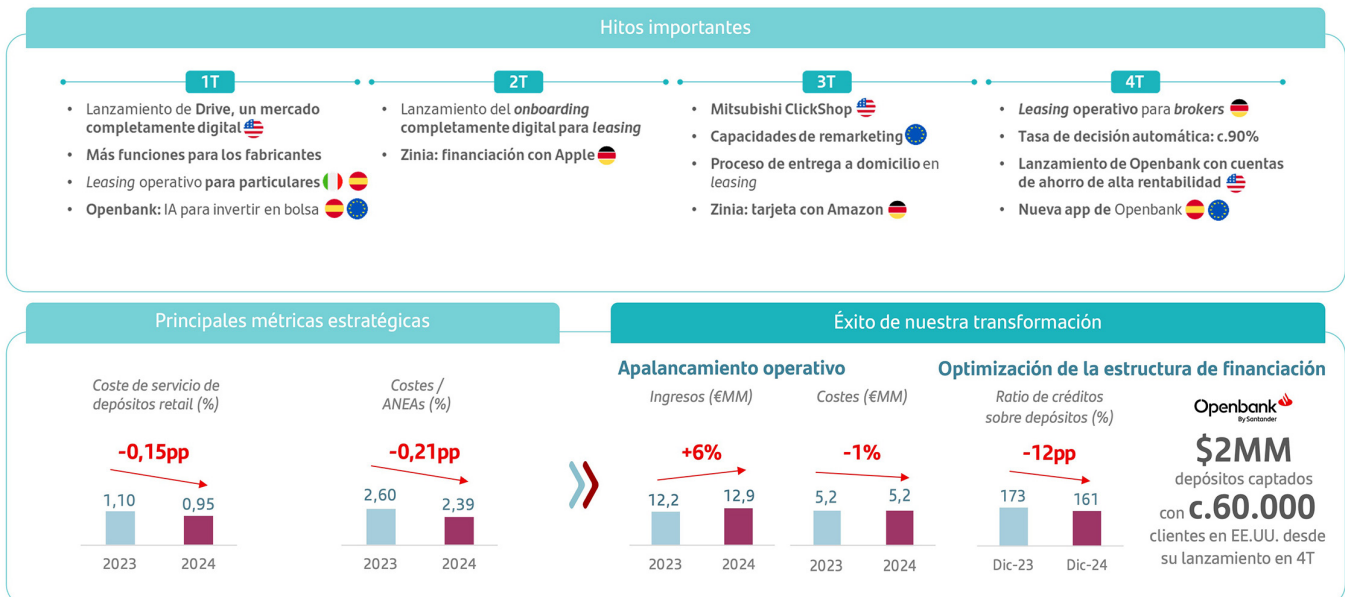 Hitos importantes
1T
• Lanzamiento de Drive, un mercado
completamente digital
• Más funciones para los fabricantes
• Leasing operativo para particulares
• Openbank: IA para invertir en bolsa
2T
• Lanzamiento del onboarding
completamente digital para leasing
• Zinia: financiación con Apple
3T
• Mitsubishi ClickShop
• Capacidades de remarketing
• Proceso de entrega a domicilio en
leasing
• Zinia: tarjeta con Amazon
4T
• Leasing operativo para brokers
• Tasa de decisión automática: c.90%
• Lanzamiento de Openbank con cuentas
de ahorro de alta rentabilidad
• Nueva app de Openbank
Principales métricas estratégicas
Coste de servicio de
depósitos retail (%)
-0,15pp
1,10 0,95
2023 2024
Costes /
ANEAs (%)
-0,21pp
2,60 2,39
2023 2024
Éxito de nuestra transformación
Apalancamiento operativo
Ingresos (€MM)
+6%
12,2 12,9
2023 2024
Costes (€MM)
-1%
5,2 5,2
2023 2024
Optimización de la estructura de financiación
Ratio de créditos
sobre depósitos (%)
-12pp
173 161
Dic-23 Dic-24
Openbank
By Santander
$2MM
depósitos captados
con c.60.000
clientes en EE.UU. desde
su lanzamiento en 4T